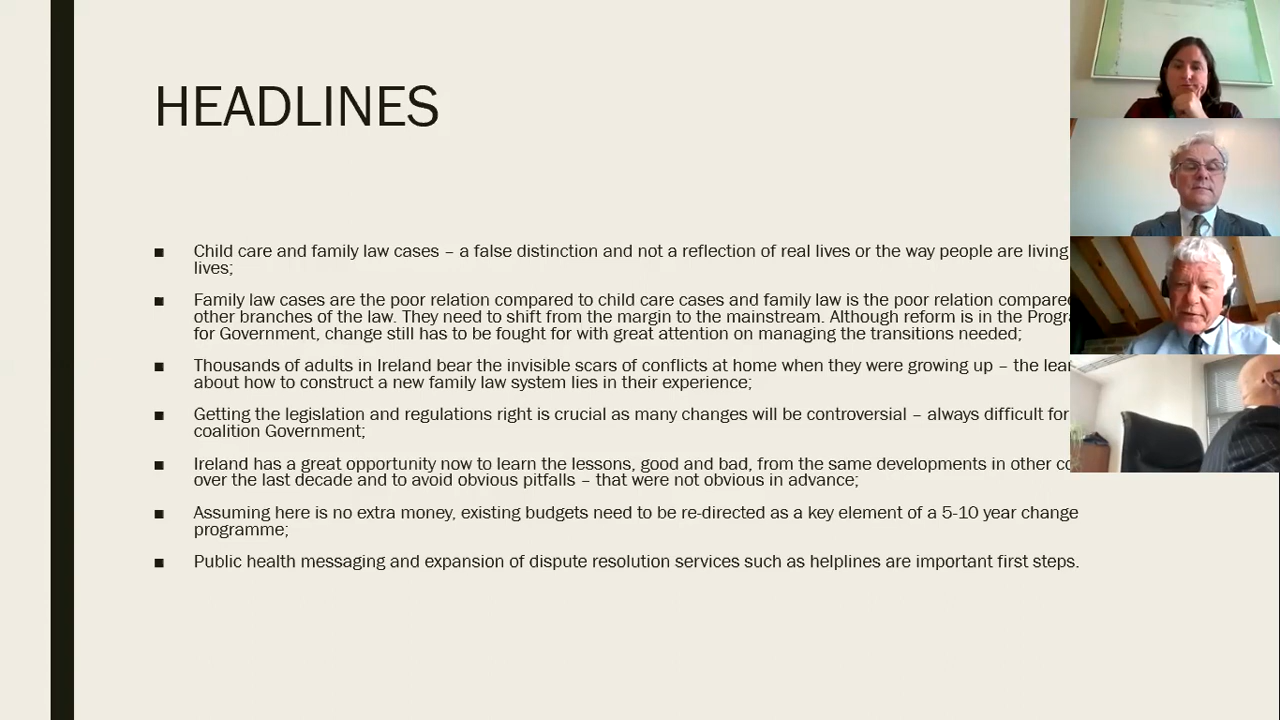 HEADLINES
Child care and family law cases – a false distinction and not a reflection of real lives or the way people are living
lives;
Family law cases are the poor relation compared to child care cases and family law is the poor relation
other branches of the law. They need to shift from the margin to the mainstream. Although reform is in the
for Government, change still has to be fought for with great attention on managing the transitions needed;
Thousands of adults in Ireland bear the invisible scars of conflicts at home when they were growing up – the
about how to construct a new family law system lies in their experience;
Getting the legislation and regulations right is crucial as many changes will be controversial – always difficult for
coalition Government;
Ireland has a great opportunity now to learn the lessons, good and bad, from the same developments in other
over the last decade and to avoid obvious pitfalls – that were not obvious in advance;
Assuming here is no extra money, existing budgets need to be re-directed as a key element of a 5-10 year change
programme;
Public health messaging and expansion of dispute resolution services such as helplines are important first steps.